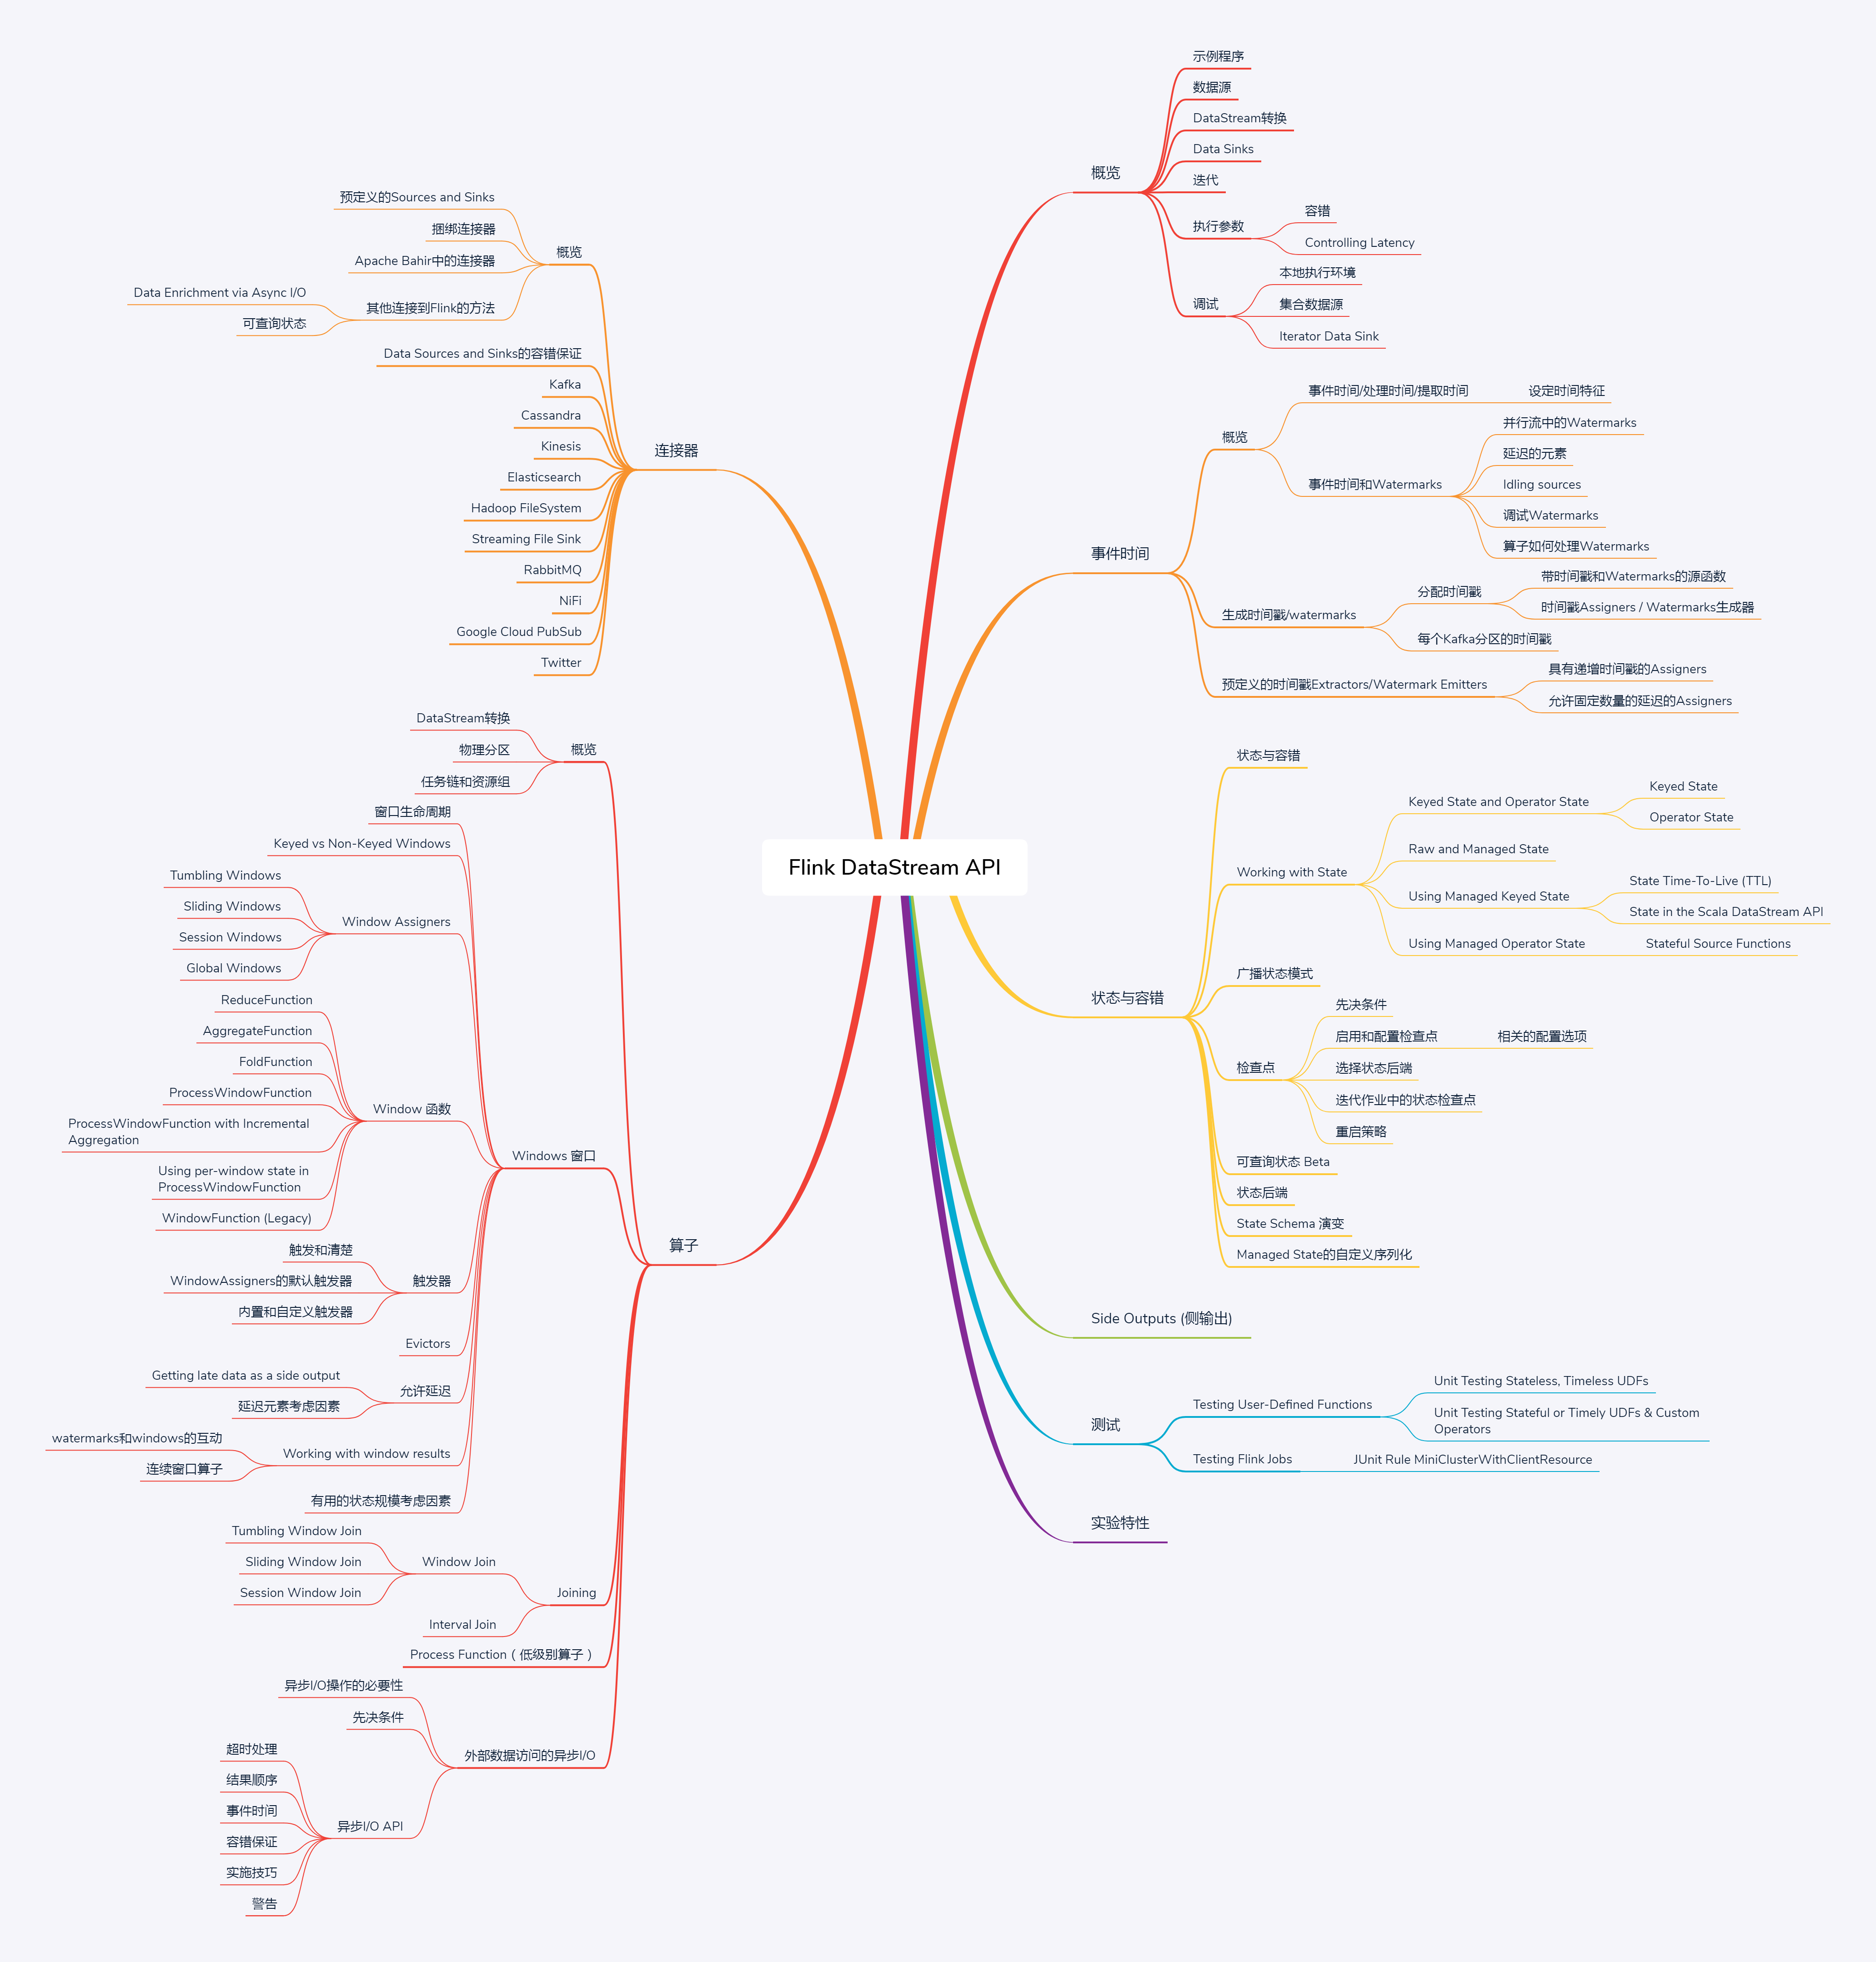 Flink DataStream API
概览
示例程序
数据源
DataStream转换
Data Sinks
迭代
执行参数
容错
Controlling Latency
调试
本地执行环境
集合数据源
Iterator Data Sink
事件时间
概览
事件时间/处理时间/提取时间
设定时间特征
事件时间和Watermarks
并行流中的Watermarks
延迟的元素
Idling sources
调试Watermarks
算子如何处理Watermarks
生成时间戳/watermarks
分配时间戳
带时间戳和Watermarks的源函数
时间戳Assigners / Watermarks生成器
每个Kafka分区的时间戳
预定义的时间戳Extractors/Watermark Emitters
具有递增时间戳的Assigners
允许固定数量的延迟的Assigners
状态与容错
状态与容错
Working with State
Keyed State and Operator State
Keyed State
Operator State
Raw and Managed State
Using Managed Keyed State
State Time-To-Live (TTL)
State in the Scala DataStream API
Using Managed Operator State
Stateful Source Functions
广播状态模式
检查点
先决条件
启用和配置检查点
相关的配置选项
选择状态后端
迭代作业中的状态检查点
重启策略
可查询状态 Beta
状态后端
State Schema 演变
Managed State的自定义序列化
Side Outputs (侧输出)
测试
Testing User-Defined Functions
Unit Testing Stateless, Timeless UDFs
Unit Testing Stateful or Timely UDFs & Custom
Operators
Testing Flink Jobs
JUnit Rule MiniClusterWithClientResource
实验特性
连接器
概览
预定义的Sources and Sinks
捆绑连接器
Apache Bahir中的连接器
其他连接到Flink的方法
Data Enrichment via Async I/O
可查询状态
Data Sources and Sinks的容错保证
Kafka
Cassandra
Kinesis
Elasticsearch
Hadoop FileSystem
Streaming File Sink
RabbitMQ
NiFi
Google Cloud PubSub
Twitter
算子
概览
DataStream转换
物理分区
任务链和资源组
Windows 窗口
窗口生命周期
Keyed vs Non-Keyed Windows
Window Assigners
Tumbling Windows
Sliding Windows
Session Windows
Global Windows
Window 函数
ReduceFunction
AggregateFunction
FoldFunction
ProcessWindowFunction
ProcessWindowFunction with Incremental
Aggregation
Using per-window state in
ProcessWindowFunction
WindowFunction (Legacy)
触发器
触发和清楚
WindowAssigners的默认触发器
内置和自定义触发器
Evictors
允许延迟
Getting late data as a side output
延迟元素考虑因素
Working with window results
watermarks和windows的互动
连续窗口算子
有用的状态规模考虑因素
Joining
Window Join
Tumbling Window Join
Sliding Window Join
Session Window Join
Interval Join
Process Function（低级别算子）
外部数据访问的异步I/O
异步I/O操作的必要性
先决条件
异步I/O API
超时处理
结果顺序
事件时间
容错保证
实施技巧
警告